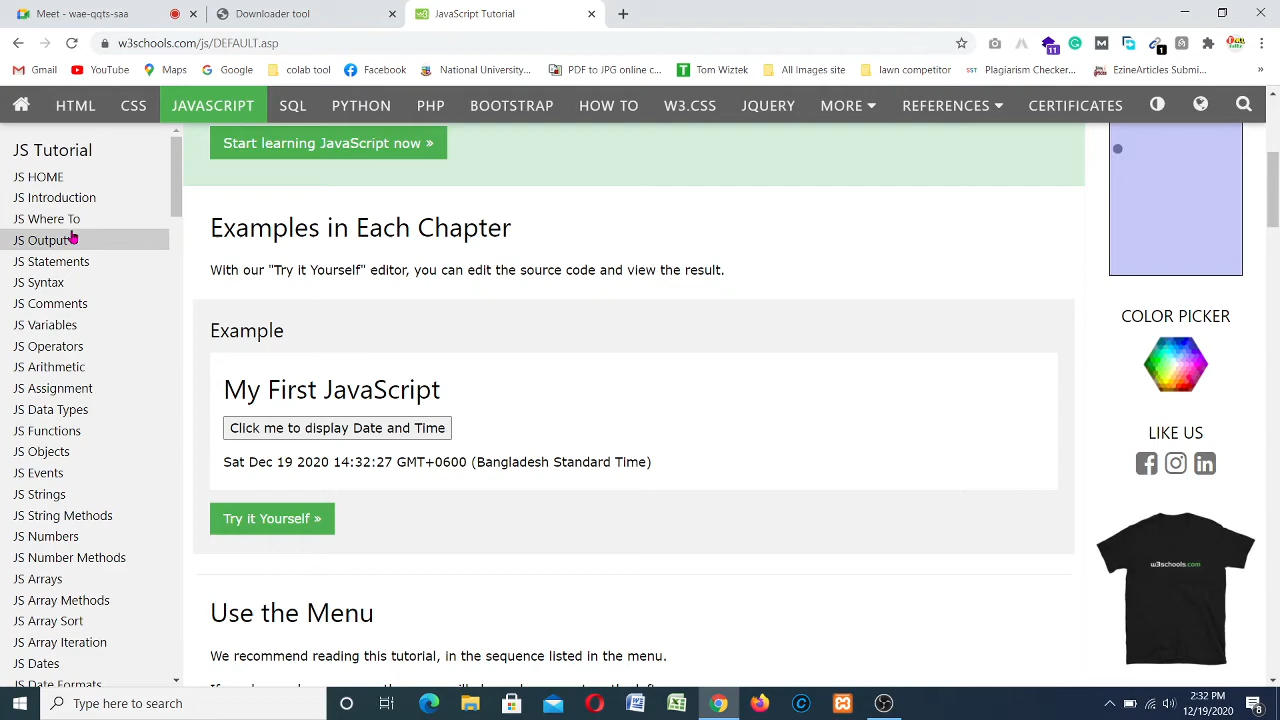 Meet - wae-qqts-saa
Downloader tool
JavaScript Tutorial
w3schools.com/js/DEFAULT.asp
11
1
Gmail YouTube Maps Google colab tool Facebook National University... PDF to JPG online c... Tom Wiztek All Images site lawn competitor SST Plagiarism Checker... EzineArticles Submi... »
HTML CSS JAVASCRIPT SQL PYTHON PHP BOOTSTRAP HOW TO W3.CSS JQUERY MORE REFERENCES CERTIFICATES
JS Tutorial
JS HOME
JS Introduction
JS Where To
JS Output
JS Statements
JS Syntax
JS Comments
JS Variables
JS Operators
JS Arithmetic
JS Assignment
JS Data Types
JS Functions
JS Objects
JS Events
JS Strings
JS String Methods
JS Numbers
JS Number Methods
JS Arrays
JS Array Methods
JS Array Sort
JS Array Iteration
JS Dates
JS Date Formats
Start learning JavaScript now »
Examples in Each Chapter
With our "Try it Yourself" editor, you can edit the source code and view the result.
Example
My First JavaScript
Click me to display Date and Time
Sat Dec 19 2020 14:32:27 GMT+0600 (Bangladesh Standard Time)
Try it Yourself »
Use the Menu
We recommend reading this tutorial, in the sequence listed in the menu.
COLOR PICKER
LIKE US
w3schools.com
Type here to search
2:32 PM
12/19/2020